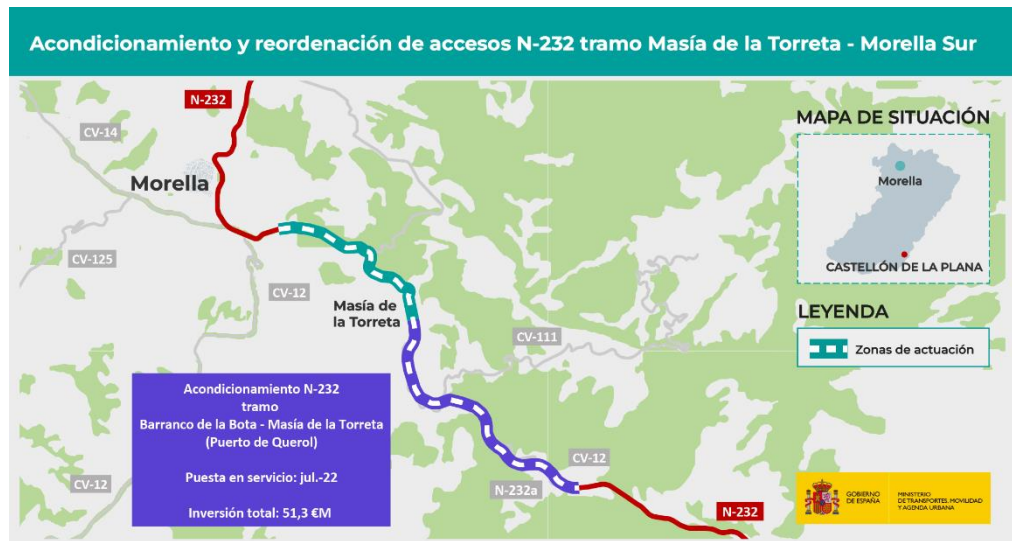 Acondicionamiento y reordenación de accesos N-232 tramo Masía de la Torreta - Morella Sur
N-232
CV-14
Morella
CV-125
CV-12
Masía de
la Torreta
CV-111
Acondicionamiento N-232
tramo
Barranco de la Bota - Masía de la Torreta
(Puerto de Querol)
Puesta en servicio: jul.-22
Inversión total: 51,3 €M
CV-12
CV-12
N-232a
N-232
MAPA DE SITUACIÓN
Morella
CASTELLÓN DE LA PLANA
LEYENDA
Zonas de actuación
GOBIERNO
DE ESPAÑA
MINISTERIO
DE TRANSPORTES, MOVILIDAD
Y AGENDA URBANA